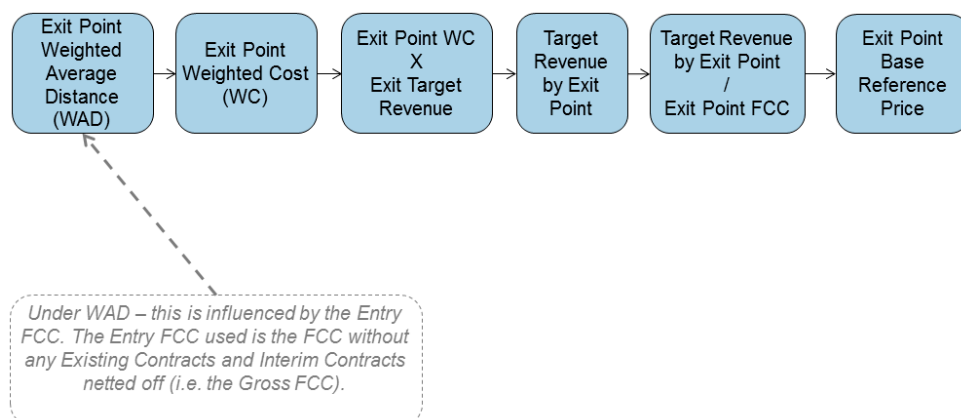 Exit Point
Weighted
Average
Distance
(WAD)
Exit Point
Weighted Cost
(WC)
Exit Point WC
X
Exit Target
Revenue
Target
Revenue
by Exit
Point
Target Revenue
by Exit Point
/
Exit Point FCC
Exit Point
Base
Reference
Price
Under WAD – this is influenced by the Entry
FCC. The Entry FCC used is the FCC without
any Existing Contracts and Interim Contracts
netted off (i.e. the Gross FCC).